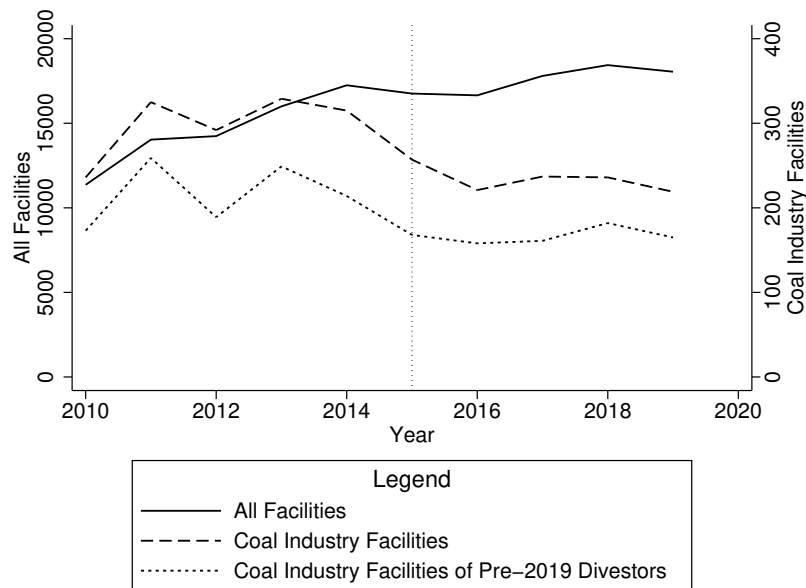 20000
15000
10000
5000
0
All Facilities
400
300
200
100
0
Coal Industry Facilities
2010 2012 2014 2016 2018 2020
Year
Legend
All Facilities
Coal Industry Facilities
Coal Industry Facilities of Pre−2019 Divestors